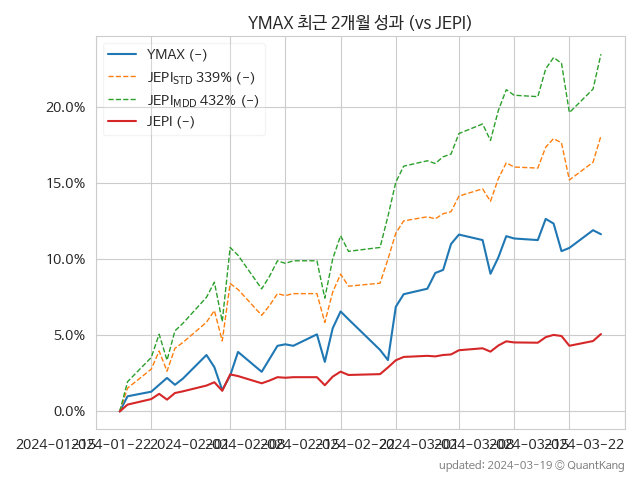 YMAX 최근 2개월 성과 (vs JEPI)
YMAX (-)
JEPI_STD 339% (-)
JEPI_MDD 432% (-)
JEPI (-)
20.0%
15.0%
10.0%
5.0%
0.0%
2024-01-15 2024-01-22 2024-02-01 2024-02-08 2024-02-15 2024-02-22 2024-03-01 2024-03-08 2024-03-15 2024-03-22
updated: 2024-03-19 © QuantKang